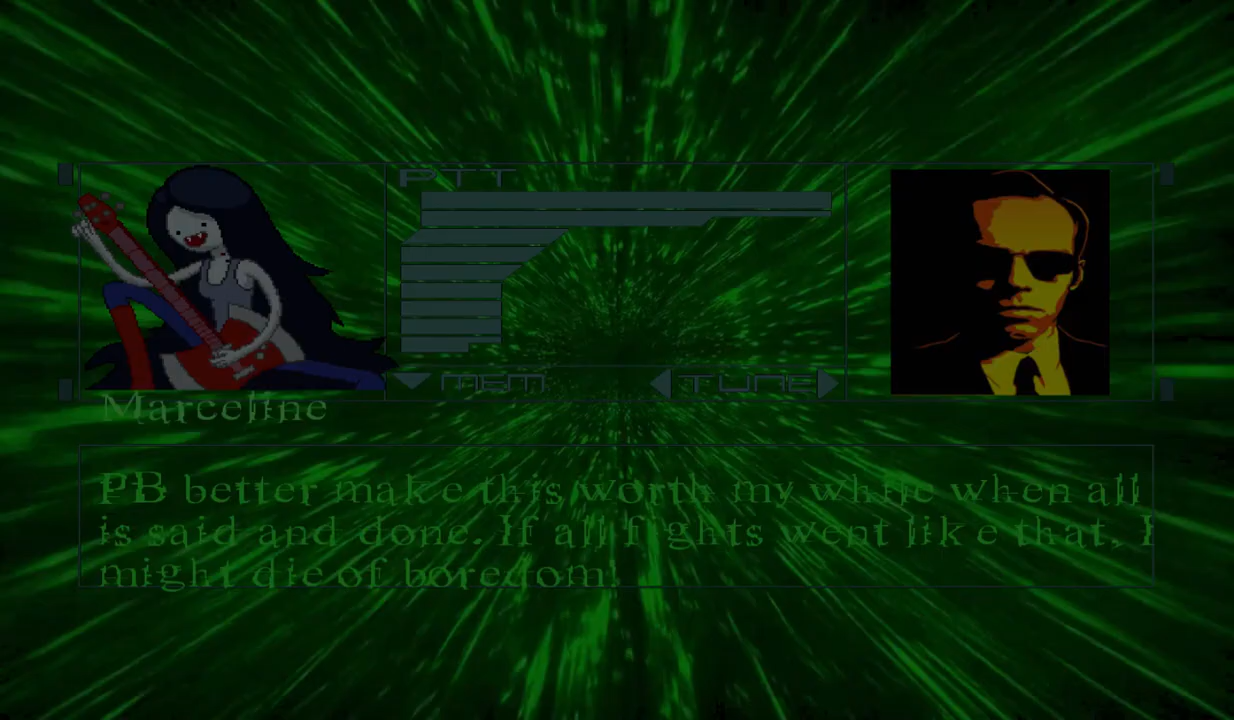 PTT
MEM
TUNE
Marceline
PB better make this worth my while when all
is said and done. If all fights went like that, I
might die of boredom!